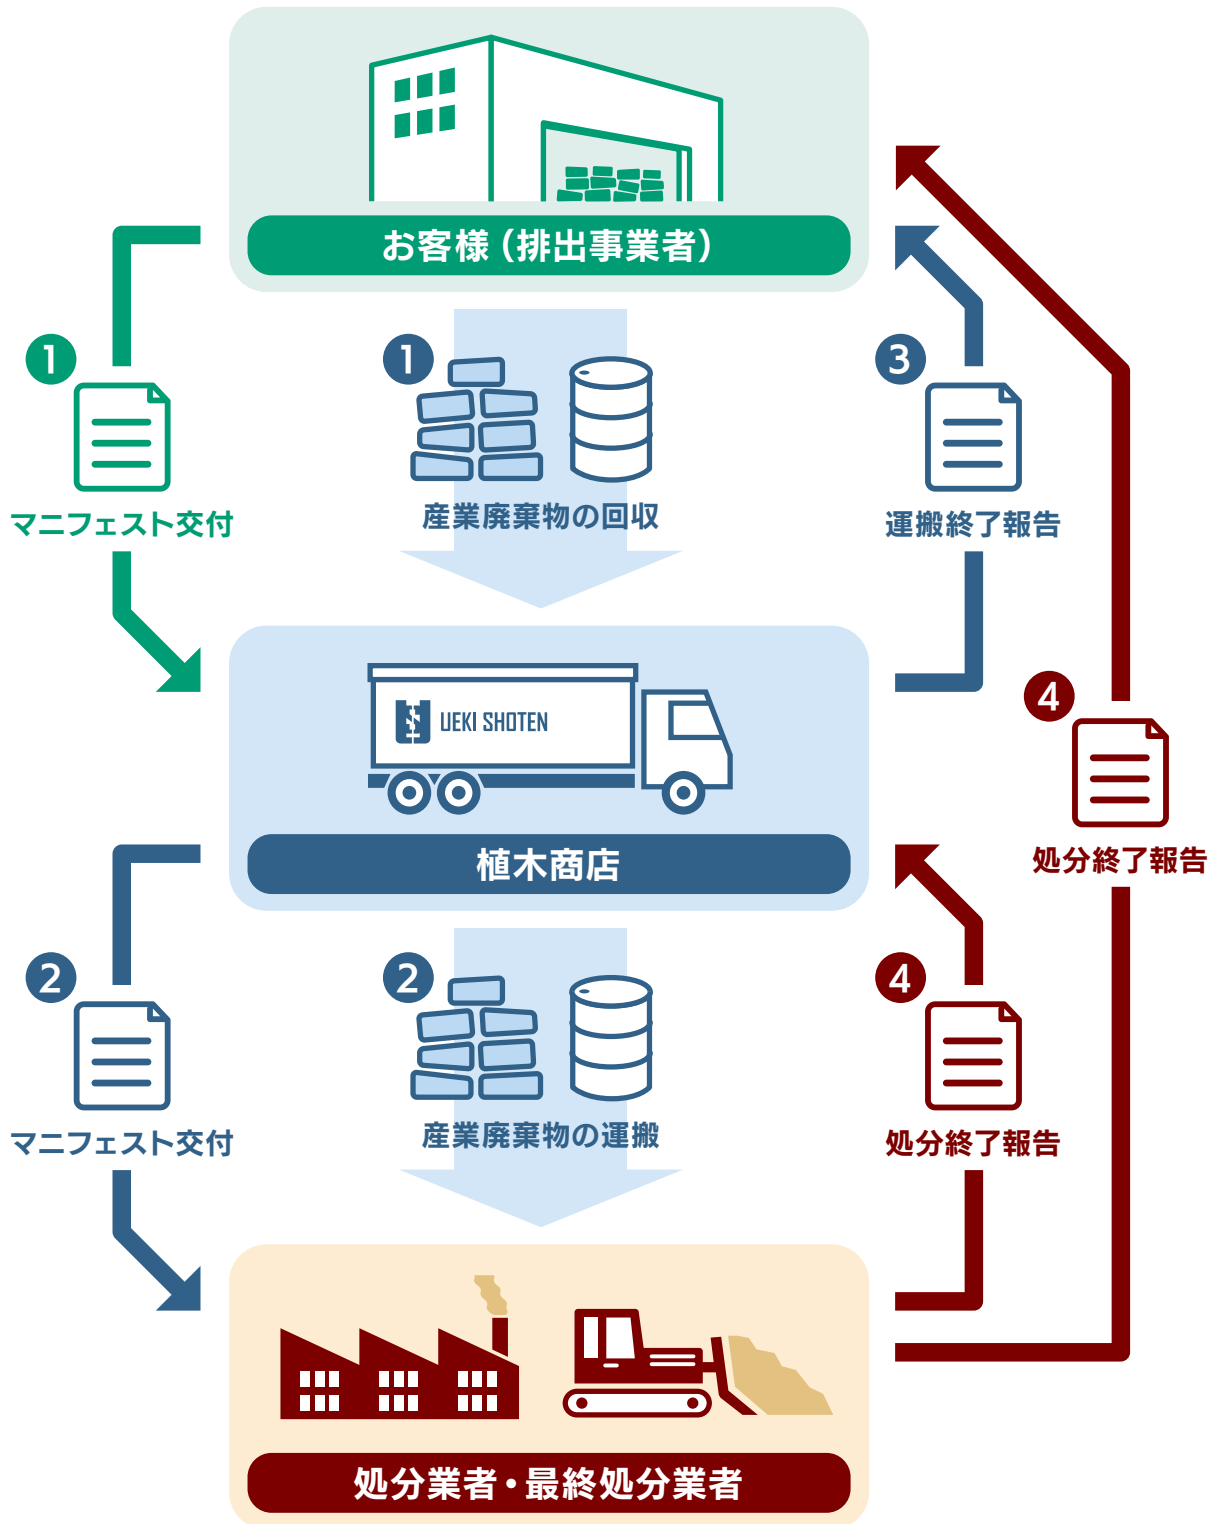 お客様（排出事業者）
1
マニフェスト交付
1
産業廃棄物の回収
3
運搬終了報告
UEKI SHOTEN
植木商店
4
処分終了報告
2
マニフェスト交付
2
産業廃棄物の運搬
4
処分終了報告
処分業者・最終処分業者